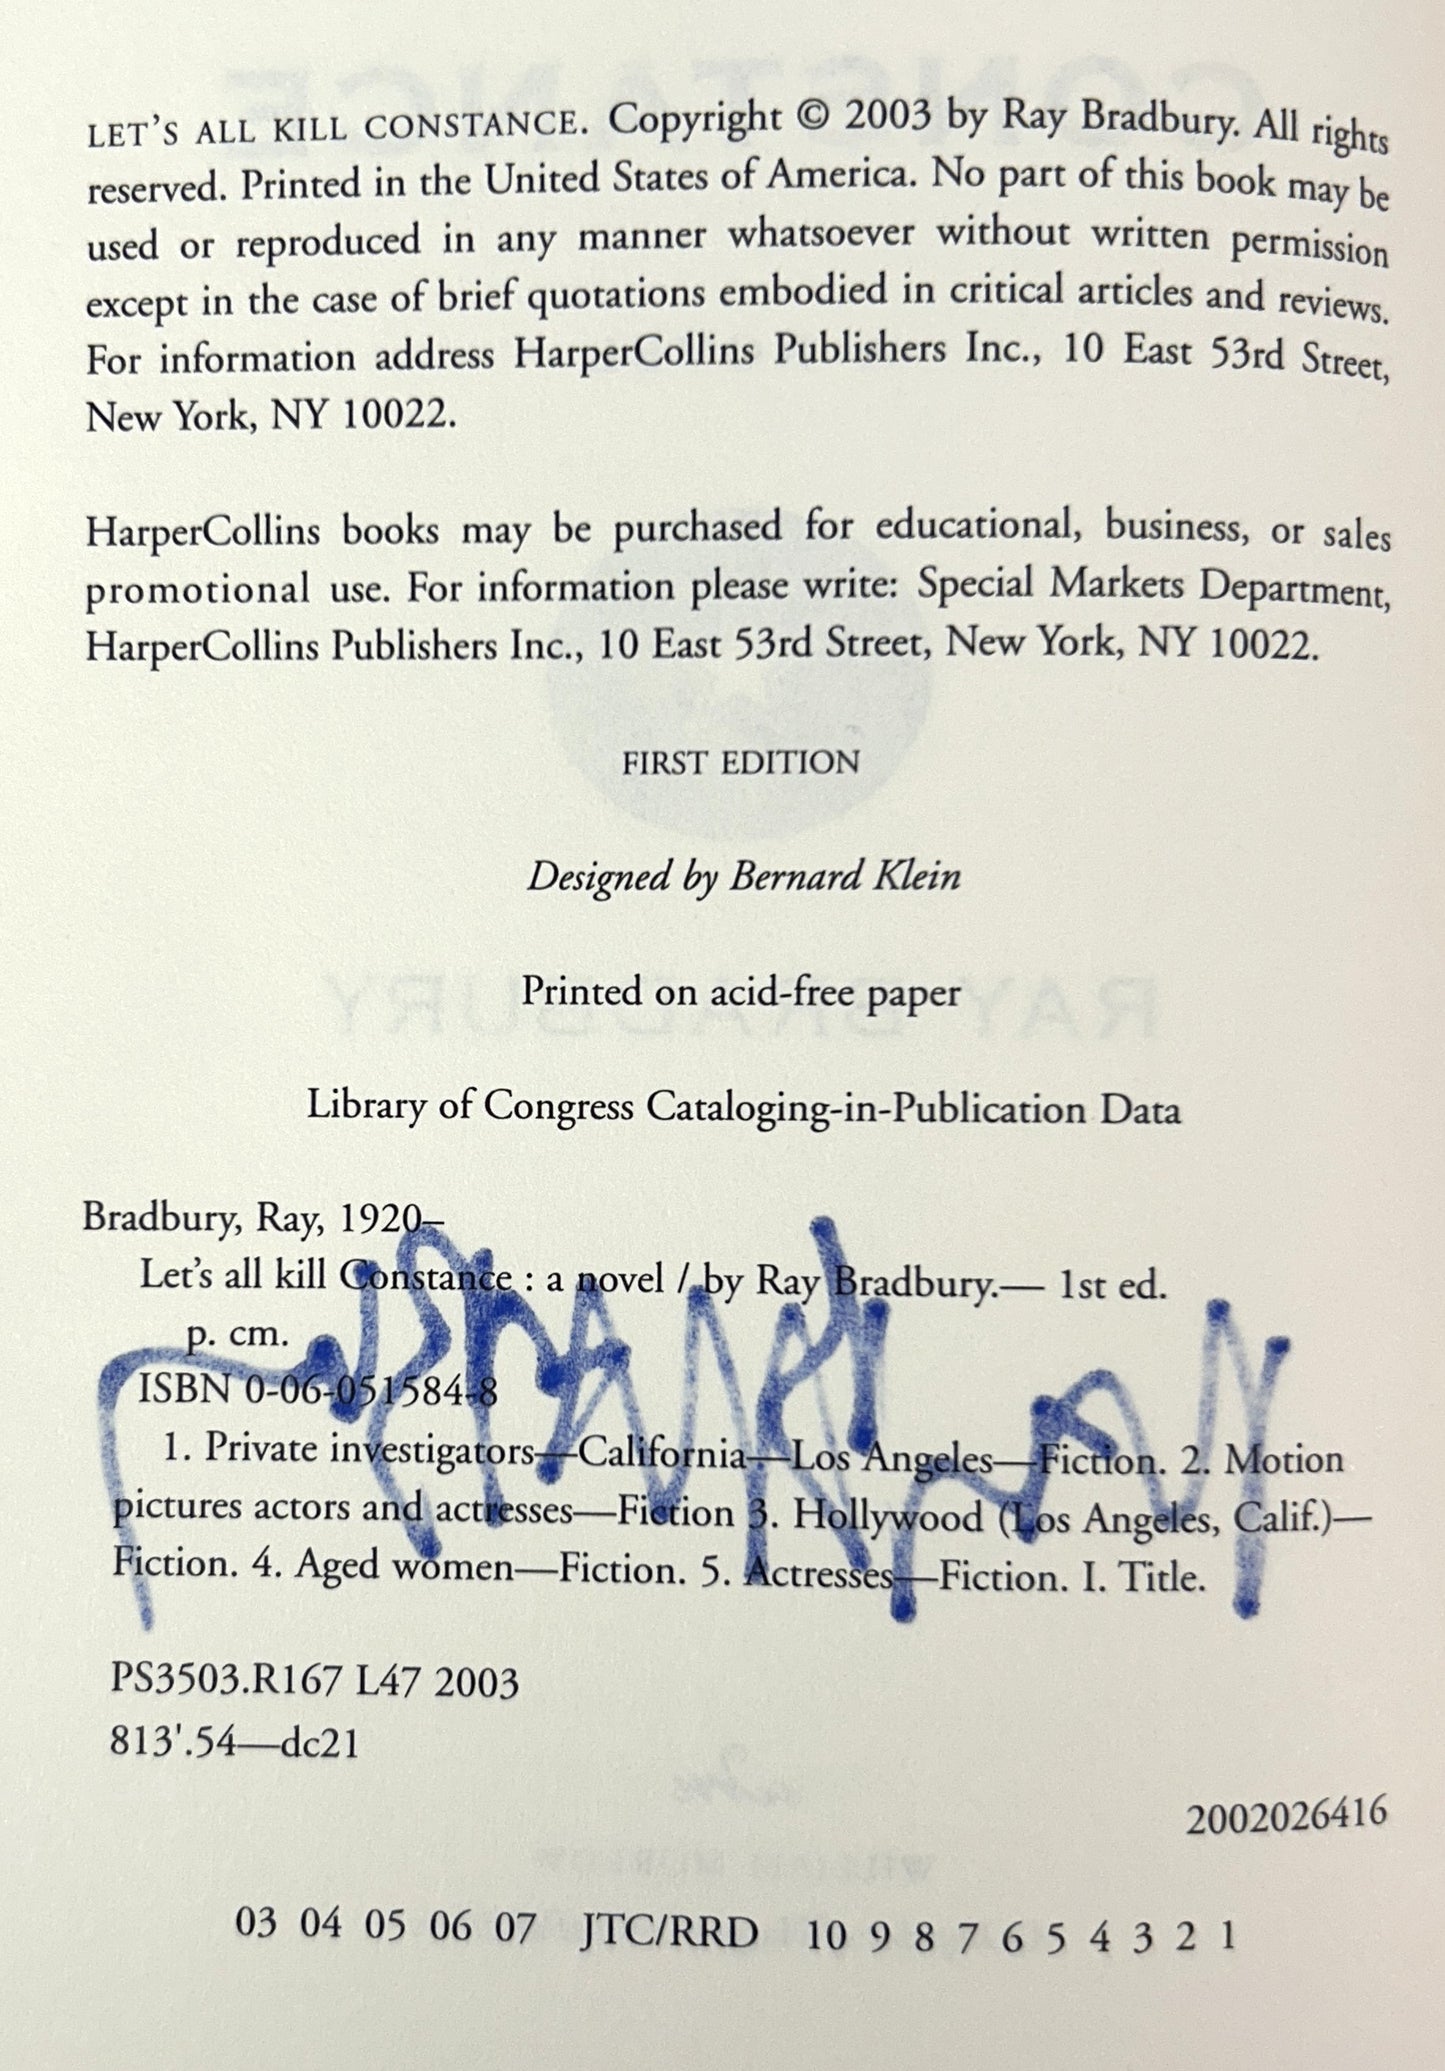 LET'S ALL KILL CONSTANCE. Copyright © 2003 by Ray Bradbury. All rights
reserved. Printed in the United States of America. No part of this book may be
used or reproduced in any manner whatsoever without written permission
except in the case of brief quotations embodied in critical articles and reviews.
For information address HarperCollins Publishers Inc., 10 East 53rd Street,
New York, NY 10022.
HarperCollins books may be purchased for educational, business, or sales
promotional use. For information please write: Special Markets Department,
HarperCollins Publishers Inc., 10 East 53rd Street, New York, NY 10022.
FIRST EDITION
Designed by Bernard Klein
Printed on acid-free paper
Library of Congress Cataloging-in-Publication Data
Bradbury, Ray, 1920–
Let's all kill Constance : a novel / by Ray Bradbury.— 1st ed.
p. cm.
ISBN 0-06-051584-8
1. Private investigators—California—Los Angeles—Fiction. 2. Motion
pictures actors and actresses—Fiction 3. Hollywood (Los Angeles, Calif.)—
Fiction. 4. Aged women—Fiction. 5. Actresses—Fiction. I. Title.
PS3503.R167 L47 2003
813'.54—dc21
2002026416
03 04 05 06 07 JTC/RRD 10 9 8 7 6 5 4 3 2 1